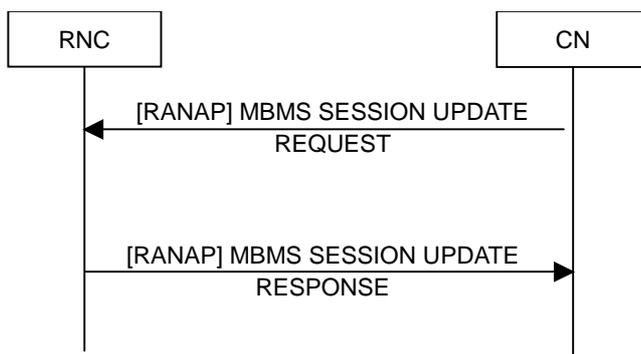 RNC
CN
[RANAP] MBMS SESSION UPDATE
REQUEST
[RANAP] MBMS SESSION UPDATE
RESPONSE